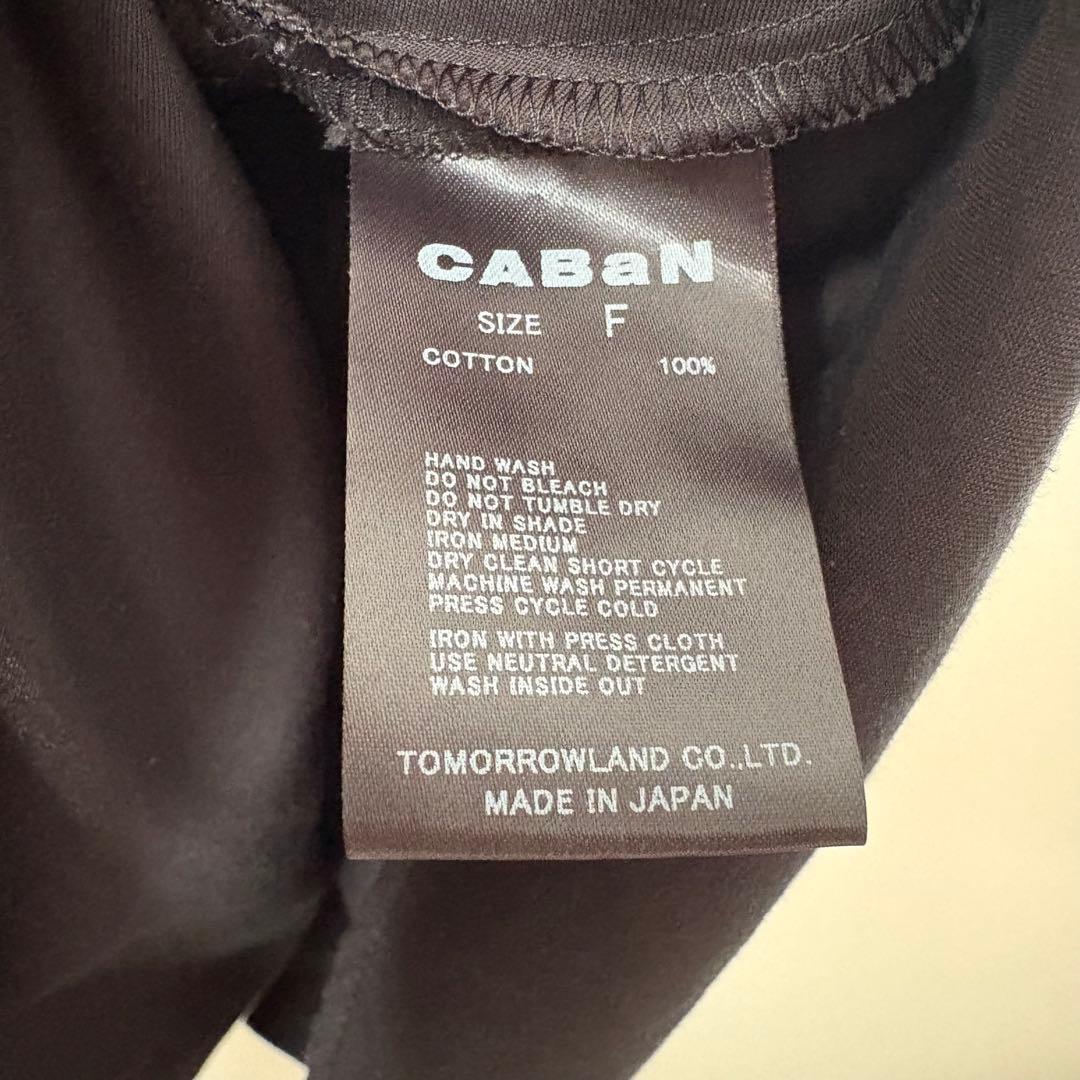 CABaN
SIZE F
COTTON 100%
HAND WASH
DO NOT BLEACH
DO NOT TUMBLE DRY
DRY IN SHADE
IRON MEDIUM
DRY CLEAN SHORT CYCLE
MACHINE WASH PERMANENT
PRESS CYCLE COLD
IRON WITH PRESS CLOTH
USE NEUTRAL DETERGENT
WASH INSIDE OUT
TOMORROWLAND CO.,LTD.
MADE IN JAPAN